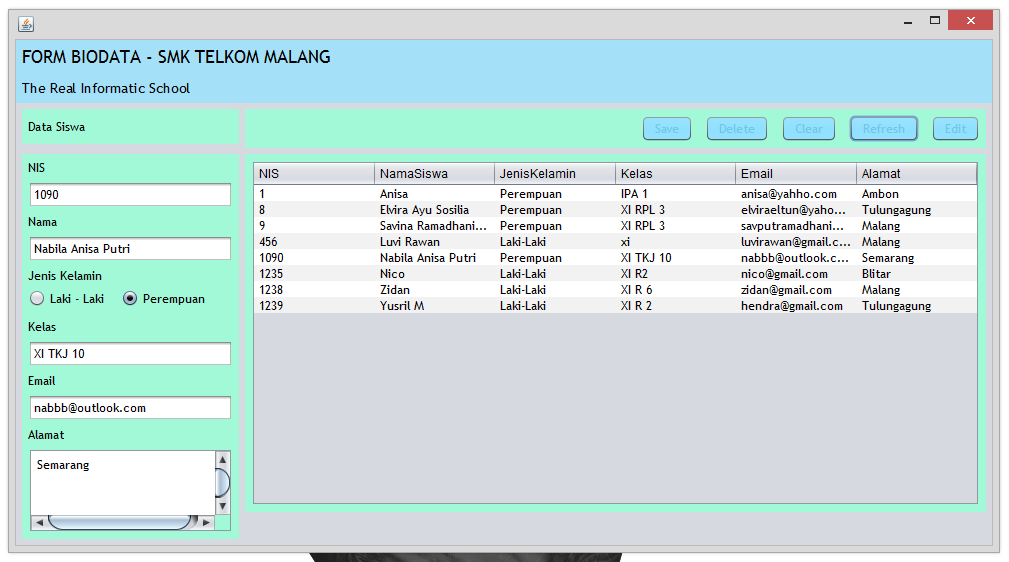 FORM BIODATA - SMK TELKOM MALANG
The Real Informatic School
Data Siswa
Save Delete Clear Refresh Edit
NIS
1090
Nama
Nabila Anisa Putri
Jenis Kelamin
Laki - Laki Perempuan
Kelas
XI TKJ 10
Email
nabbb@outlook.com
Alamat
Semarang
NIS NamaSiswa JenisKelamin Kelas Email Alamat
1 Anisa Perempuan IPA 1 anisa@yahho.com Ambon
8 Elvira Ayu Sosilia Perempuan XI RPL 3 elviraeltun@yaho... Tulungagung
9 Savina Ramadhani... Perempuan XI RPL 3 savputramadhani... Malang
456 Luvi Rawan Laki-Laki xi luvirawan@gmail.c... Malang
1090 Nabila Anisa Putri Perempuan XI TKJ 10 nabbb@outlook.c... Semarang
1235 Nico Laki-Laki XI R2 nico@gmail.com Blitar
1238 Zidan Laki-Laki XI R 6 zidan@gmail.com Malang
1239 Yusril M Laki-Laki XI R 2 hendra@gmail.com Tulungagung